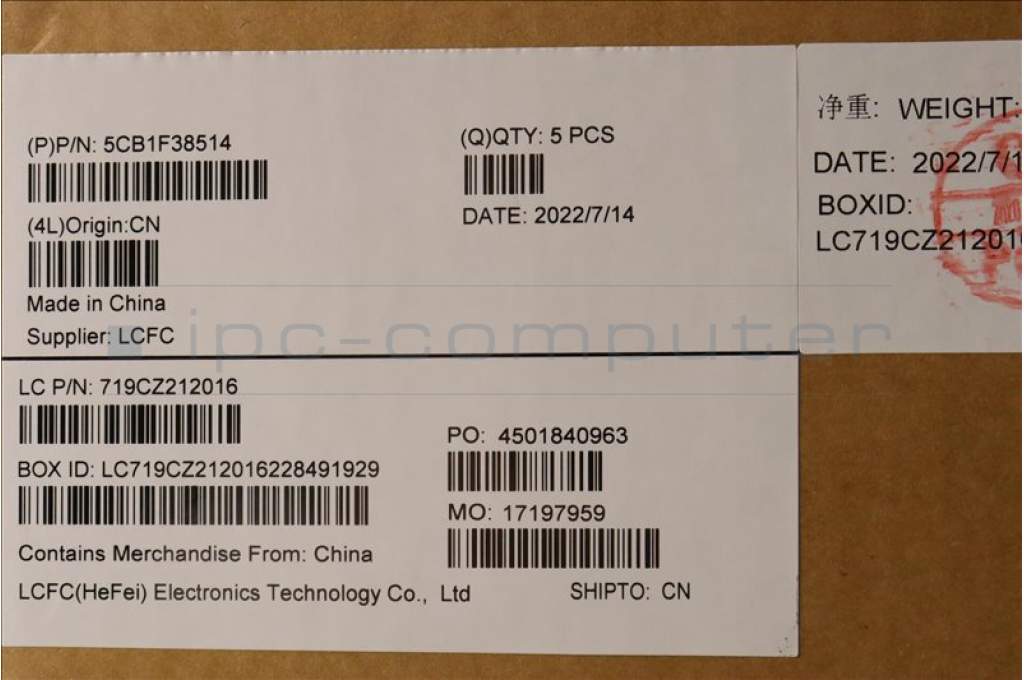 (P)P/N: 5CB1F38514
(Q)QTY: 5 PCS
(4L)Origin:CN
DATE: 2022/7/14
Made in China
Supplier: LCFC
ipc-computer
LC P/N: 719CZ212016
PO: 4501840963
BOX ID: LC719CZ212016228491929
MO: 17197959
Contains Merchandise From: China
LCFC(HeFei) Electronics Technology Co., Ltd
SHIPTO: CN
净重: WEIGHT:
DATE: 2022/7/1
BOXID:
LC719CZ212016